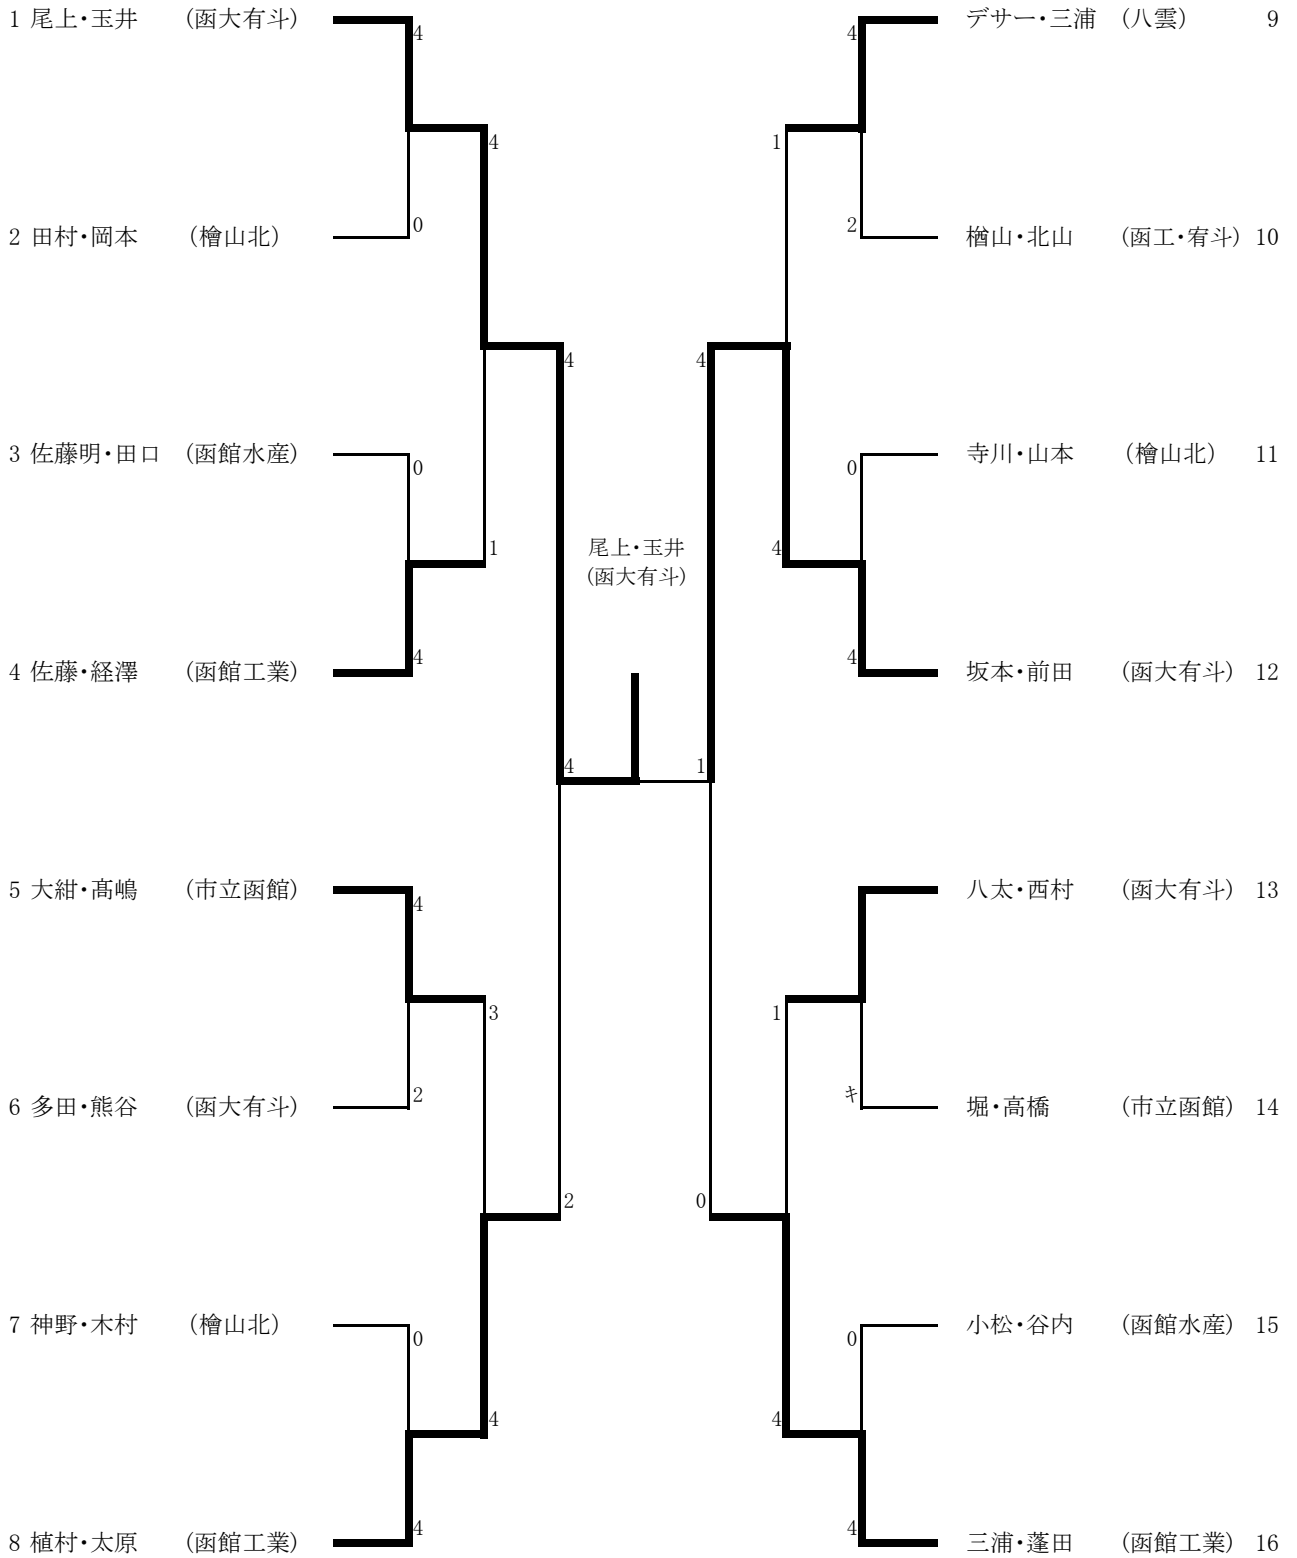 1 尾上・玉井 (函大有斗)
4
4
0
2 田村・岡本 (檜山北)
4
3 佐藤明・田口 (函館水産)
0
1
4
4 佐藤・経澤 (函館工業)
4
5 大紺・髙嶋 (市立函館)
4
3
2
6 多田・熊谷 (函大有斗)
2
7 神野・木村 (檜山北)
0
4
4
8 植村・太原 (函館工業)
尾上・玉井
(函大有斗)
デサー・三浦 (八雲) 9
4
1
2
楢山・北山 (函工・宥斗) 10
4
寺川・山本 (檜山北) 11
0
4
4
坂本・前田 (函大有斗) 12
1
八太・西村 (函大有斗) 13
1
キ
堀・高橋 (市立函館) 14
0
小松・谷内 (函館水産) 15
0
4
4
三浦・蓬田 (函館工業) 16